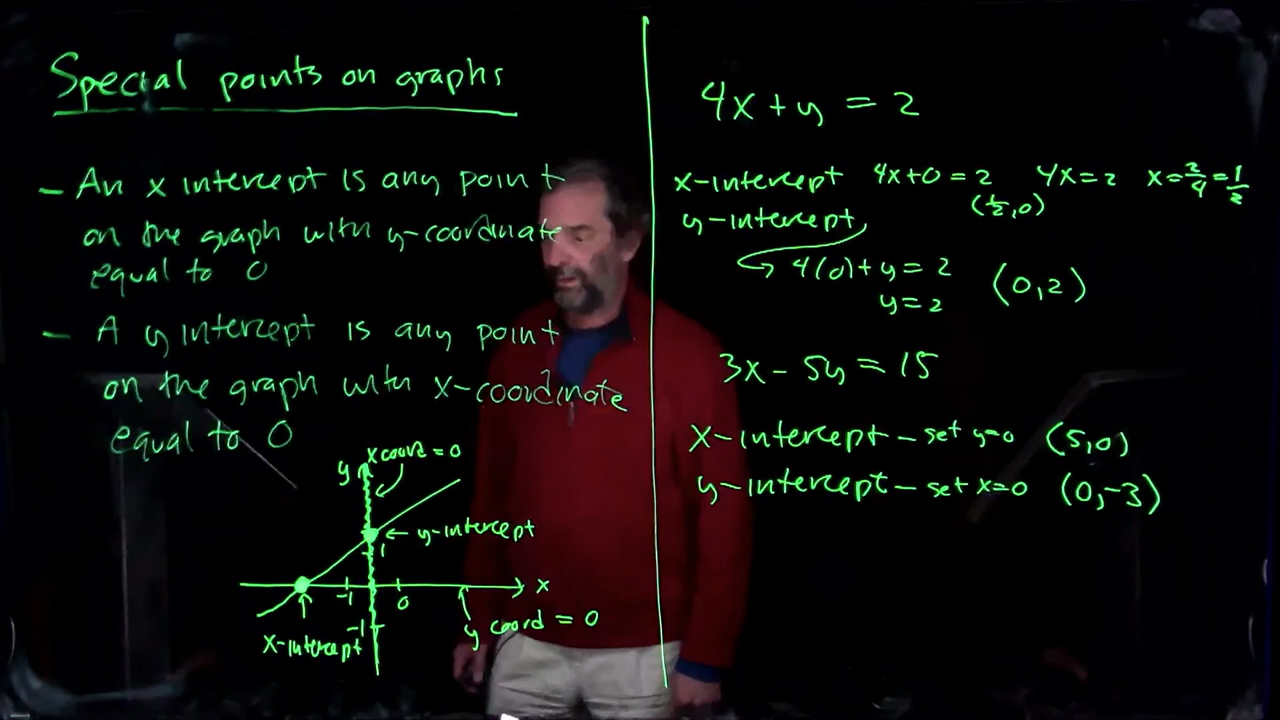 Special points on graphs
- An x intercept is any point
on the graph with y-coordinate
equal to 0
- A y intercept is any point
on the graph with x-coordinate
equal to 0
y
x coord = 0
← y-intercept
1
-1
0
x
-1
x-intercept
y coord = 0
4x + y = 2
x-intercept 4x+0 = 2 4x = 2 x = 2/4 = 1/2
(1/2, 0)
y-intercept
4(0) + y = 2
y = 2
(0, 2)
3x - 5y = 15
x-intercept - set y=0 (5, 0)
y-intercept - set x=0 (0, -3)